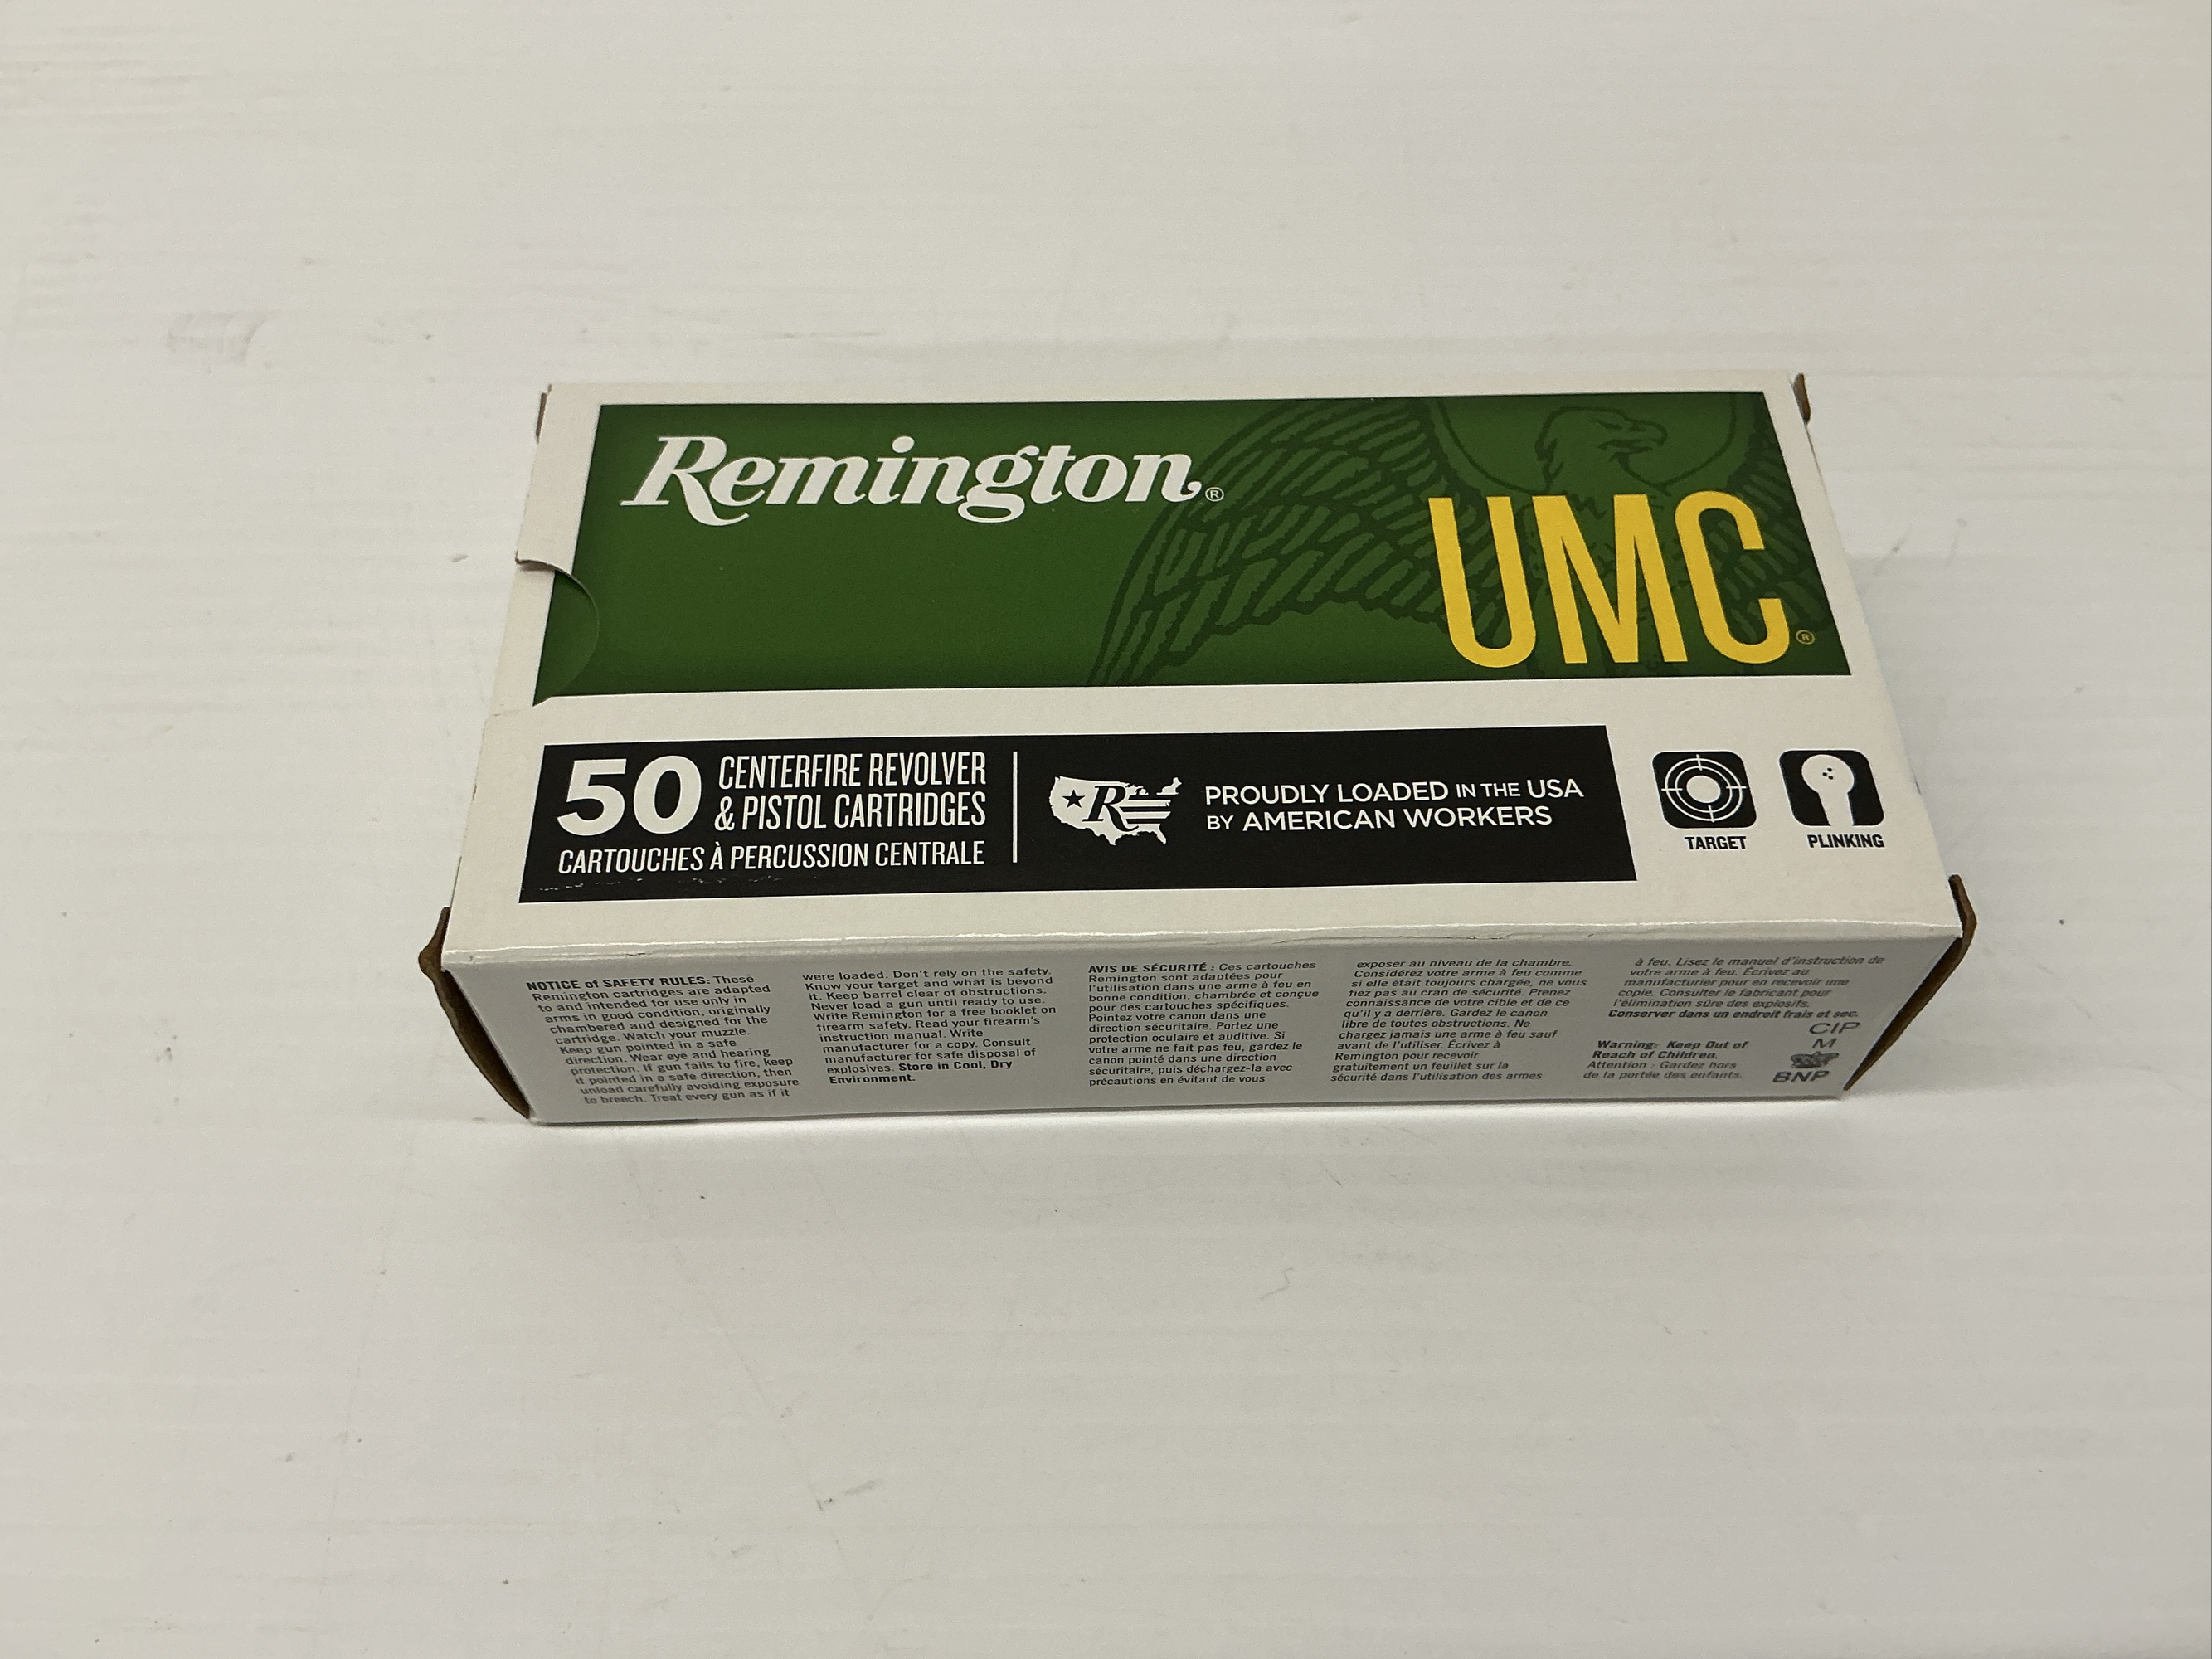 Remington®
UMC®
50 CENTERFIRE REVOLVER
& PISTOL CARTRIDGES
CARTOUCHES À PERCUSSION CENTRALE
R
PROUDLY LOADED IN THE USA
BY AMERICAN WORKERS
TARGET
PLINKING
NOTICE of SAFETY RULES: These
Remington cartridges are adapted
to and intended for use only in
arms in good condition, originally
chambered and designed for the
cartridge. Watch your muzzle.
Keep gun pointed in a safe
direction. Wear eye and hearing
protection. If gun fails to fire, keep
it pointed in a safe direction, then
unload carefully avoiding exposure
to breech. Treat every gun as if it
were loaded. Don't rely on the safety.
Know your target and what is beyond
it. Keep barrel clear of obstructions.
Never load a gun until ready to use.
Write Remington for a free booklet on
firearm safety. Read your firearm's
instruction manual. Write
manufacturer for a copy. Consult
manufacturer for safe disposal of
explosives. Store in Cool, Dry
Environment.
AVIS DE SÉCURITÉ : Ces cartouches
Remington sont adaptées pour
l'utilisation dans une arme à feu en
bonne condition, chambrée et conçue
pour des cartouches spécifiques.
Pointez votre canon dans une
direction sécuritaire. Portez une
protection oculaire et auditive. Si
votre arme ne fait pas feu, gardez le
canon pointé dans une direction
sécuritaire, puis déchargez-la avec
précautions en évitant de vous
exposer au niveau de la chambre.
Considérez votre arme à feu comme
si elle était toujours chargée, ne vous
fiez pas au cran de sécurité. Prenez
connaissance de votre cible et de ce
qu'il y a derrière. Gardez le canon
libre de toutes obstructions. Ne
chargez jamais une arme à feu sauf
avant de l'utiliser. Écrivez à
Remington pour recevoir
gratuitement un feuillet sur la
sécurité dans l'utilisation des armes
à feu. Lisez le manuel d'instruction de
votre arme à feu. Écrivez au
manufacturier pour en recevoir une
copie. Consulter le fabricant pour
l'élimination sûre des explosifs.
Conserver dans un endroit frais et sec.
Warning: Keep Out of
Reach of Children.
Attention : Gardez hors
de la portée des enfants.
CIP
M
BNP